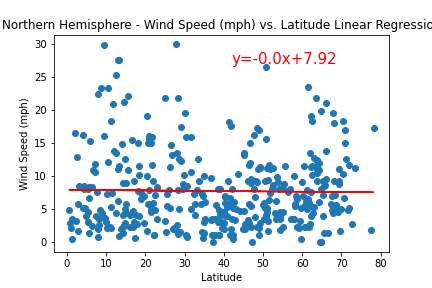 Northern Hemisphere - Wind Speed (mph) vs. Latitude Linear Regressio
y=-0.0x+7.92
Wind Speed (mph)
30
25
20
15
10
5
0
0 10 20 30 40 50 60 70 80
Latitude